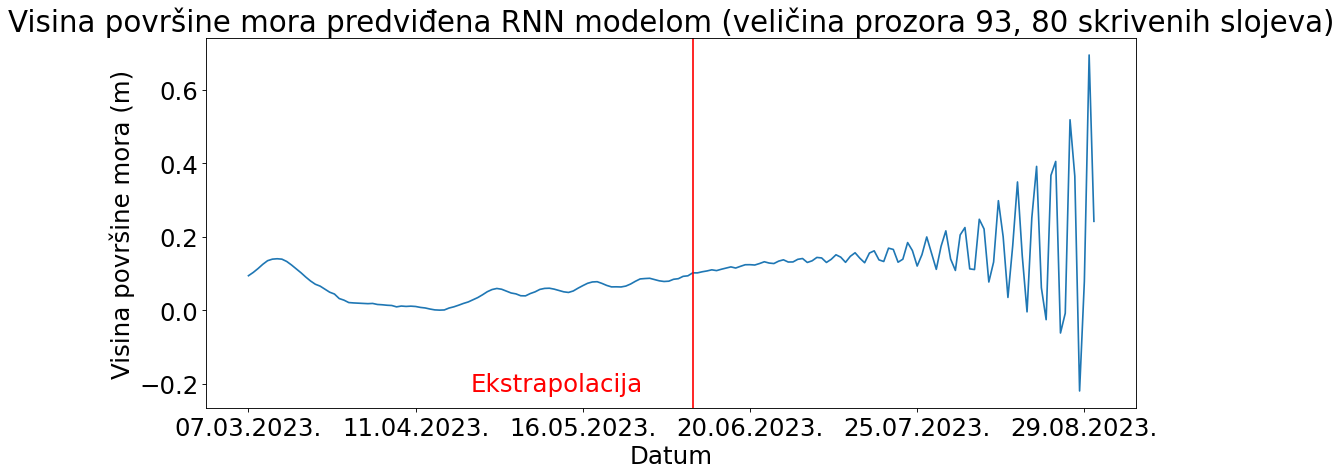 Visina površine mora predviđena RNN modelom (veličina prozora 93, 80 skrivenih slojeva)
Visina površine mora (m)
0.6
0.4
0.2
0.0
−0.2
Ekstrapolacija
07.03.2023. 11.04.2023. 16.05.2023. 20.06.2023. 25.07.2023. 29.08.2023.
Datum